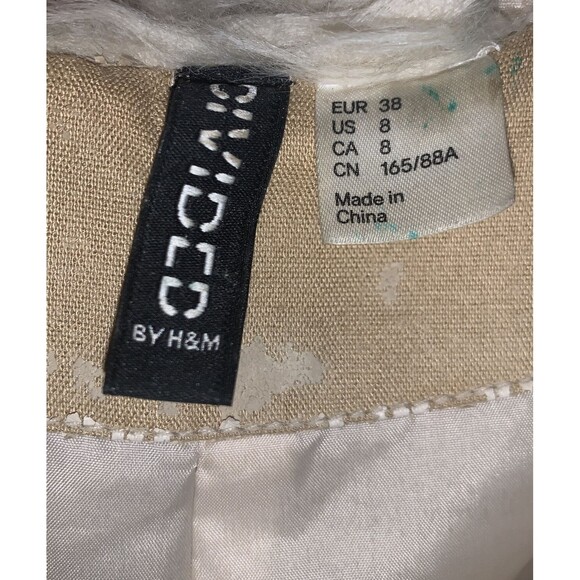 DIVIDED
BY H&M
EUR 38
US 8
CA 8
CN 165/88A
Made in
China